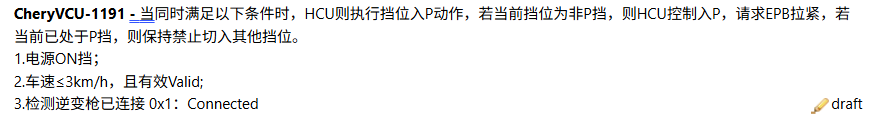 CheryVCU-1191 - 当同时满足以下条件时，HCU则执行挡位入P动作，若当前挡位为非P挡，则HCU控制入P，请求EPB拉紧，若
当前已处于P挡，则保持禁止切入其他挡位。
1.电源ON挡；
2.车速≤3km/h，且有效Valid;
3.检测逆变枪已连接 0x1：Connected
draft